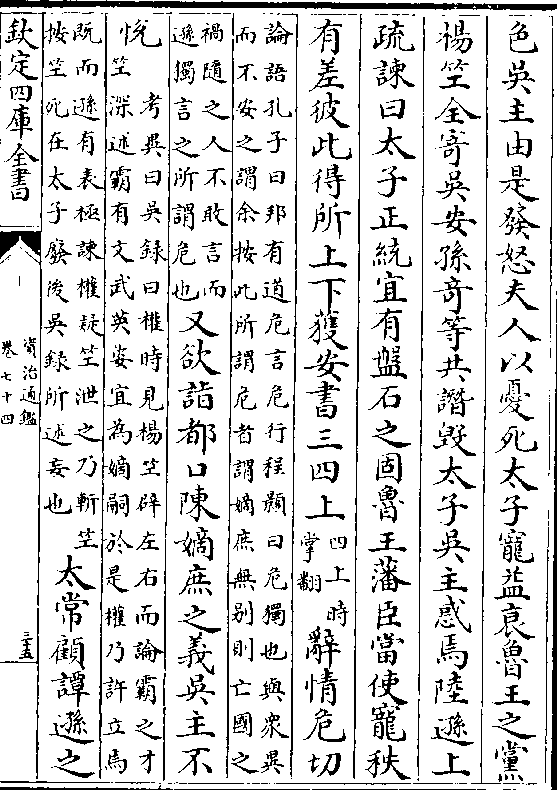 色吳主由是發怒夫人以憂死太子寵益衰魯王之黨
楊竺全寄吳安孫奇等共譖毀太子吳主惑焉陸遜上
疏諫曰太子正統宜有盤石之固魯王藩臣當使寵秩
有差彼此得所上下獲安書三四上
四上時
掌翻
辭情危切
論語孔子曰邦有道危言危行程顥曰危獨也與衆異
而不安之謂余按此所謂危者謂嫡庶無别則亡國之
禍隨之人不敢言而
遜獨言之所謂危也
又欲詣都口陳嫡庶之義吳主不
悅
考異曰吳録曰權時見楊竺辟左右而論霸之才
竺深述霸有文武英姿宜為嫡嗣於是權乃許立焉
既而遜有表極諫權疑竺泄之乃斬竺
按竺死在太子廢後吳録所述妄也
太常顧譚遜之
欽定四庫全書
資治通鑑
卷七十四
三十五